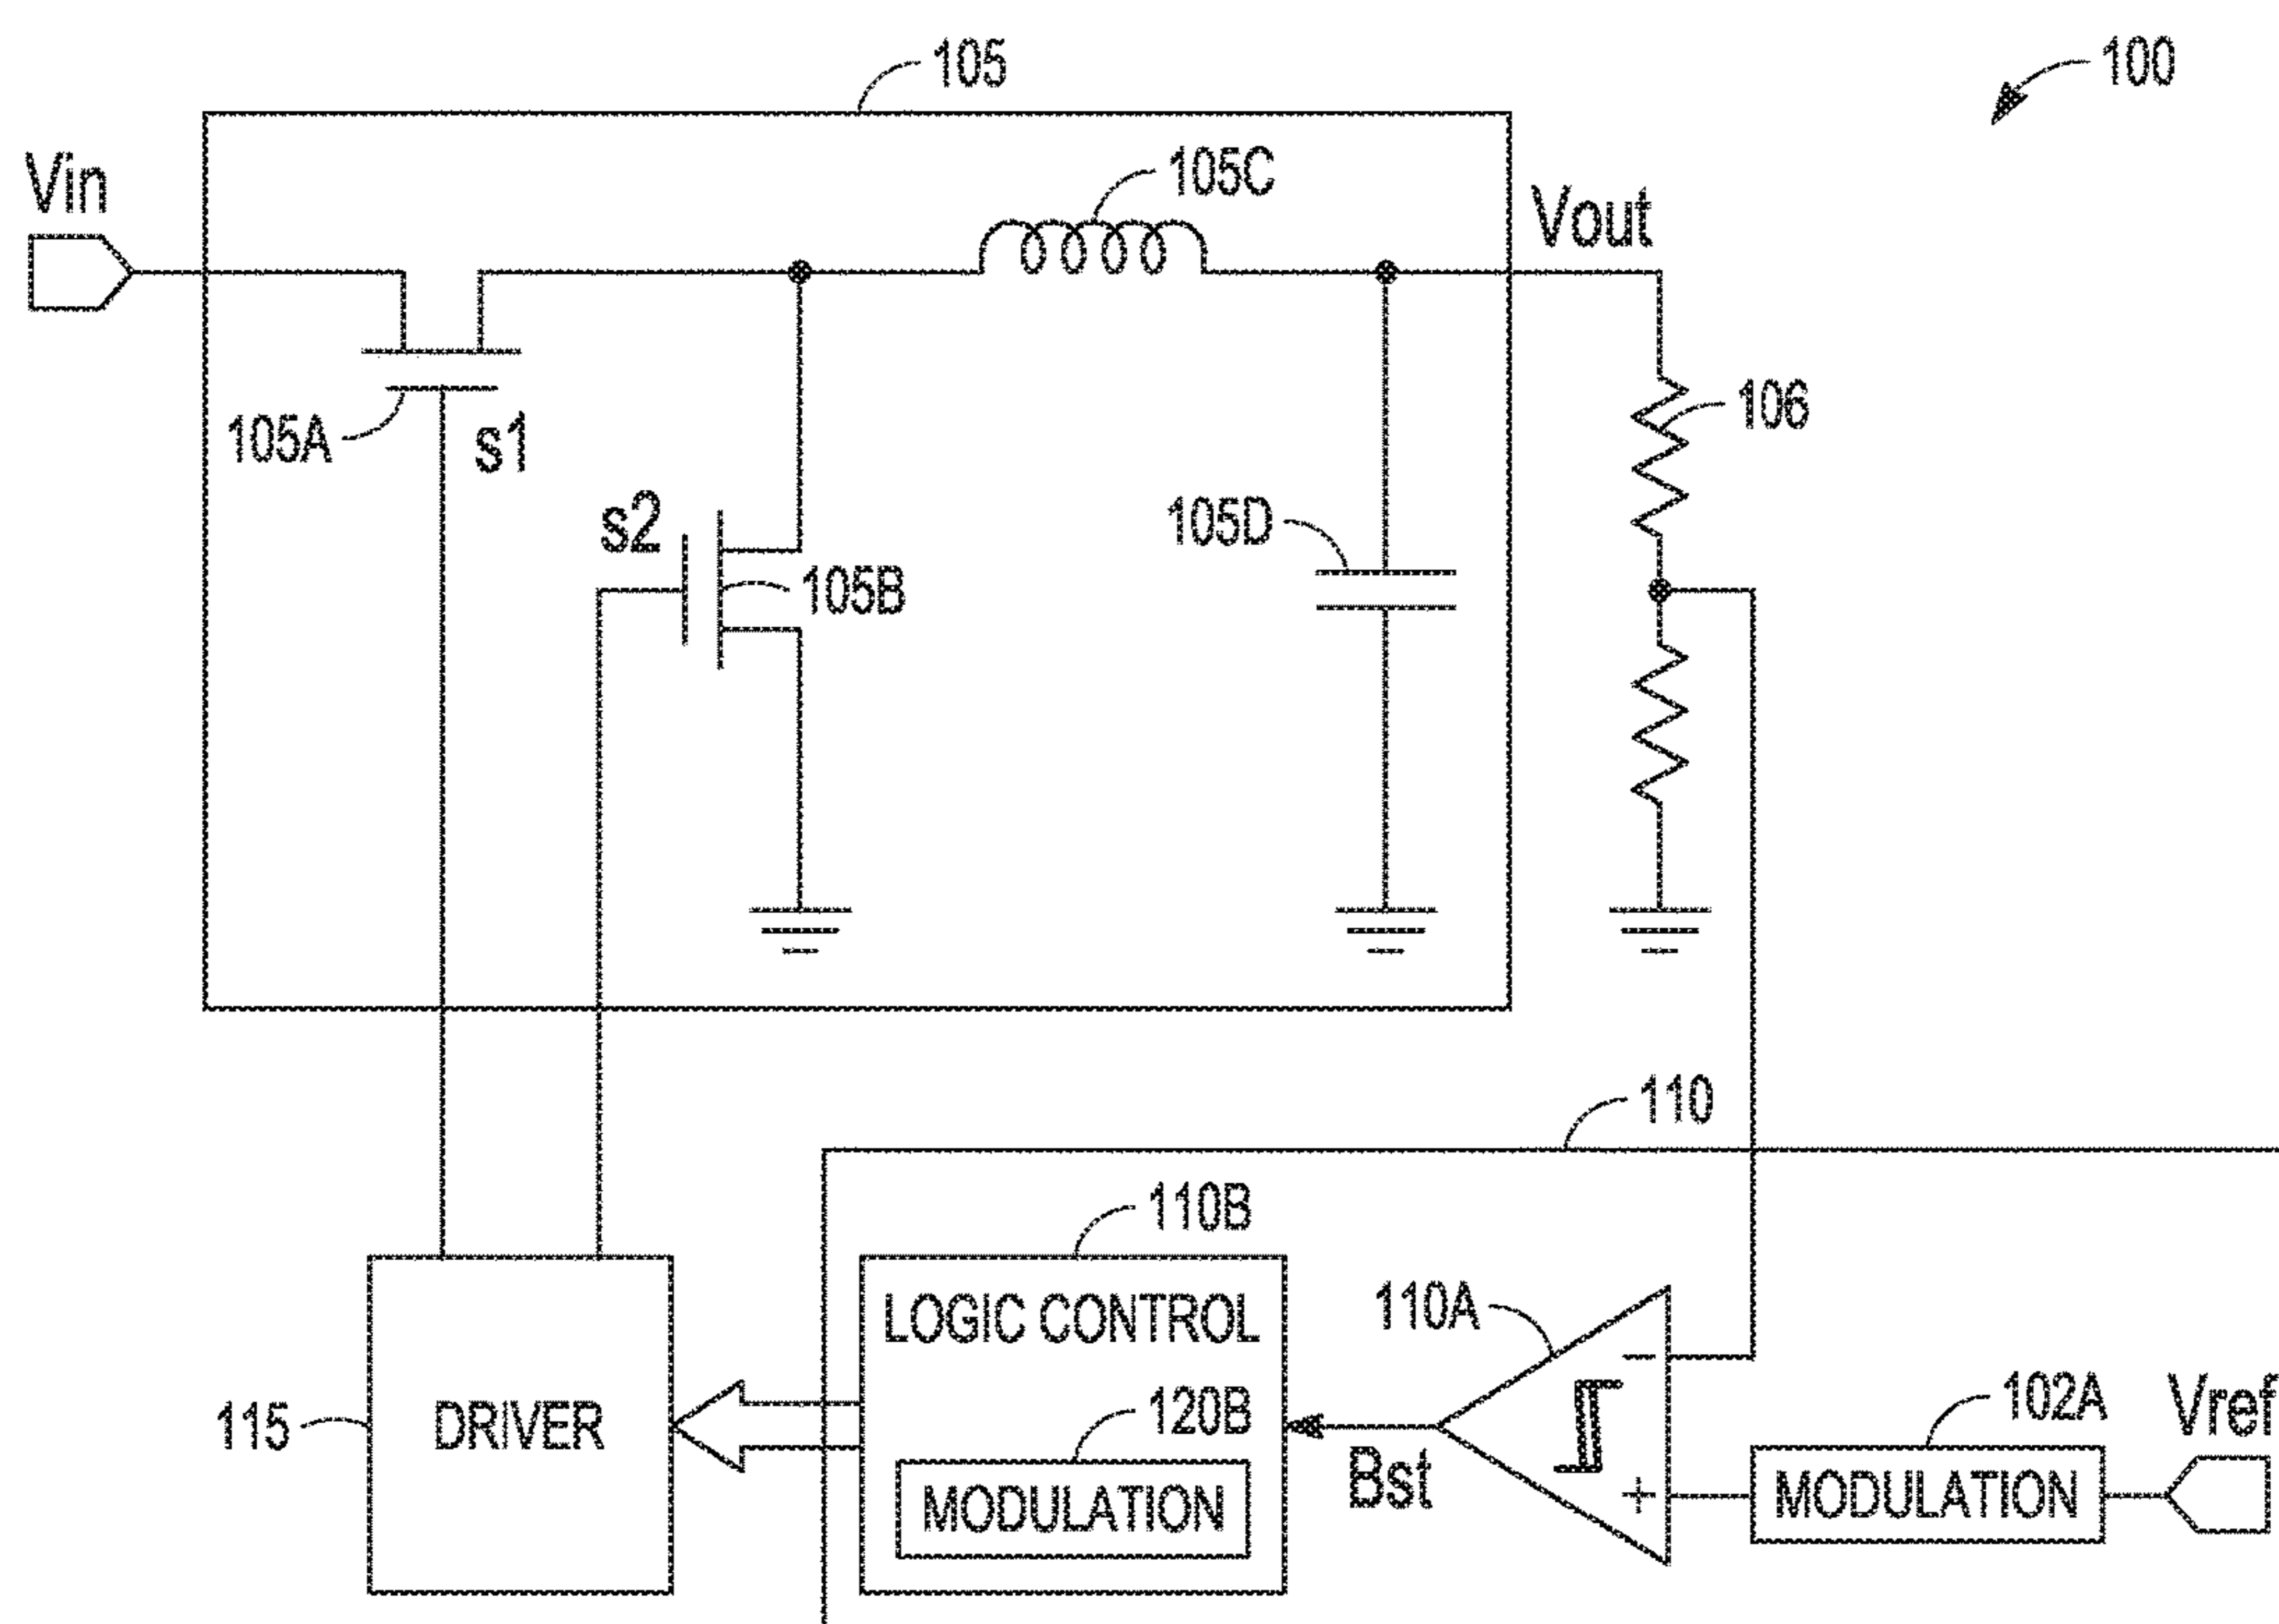 105
100
Vin
105C
Vout
105A
s1
106
s2
105B
105D
110
110B
LOGIC CONTROL
110A
115
DRIVER
120B
MODULATION
Bst
-
+
102A
MODULATION
Vref